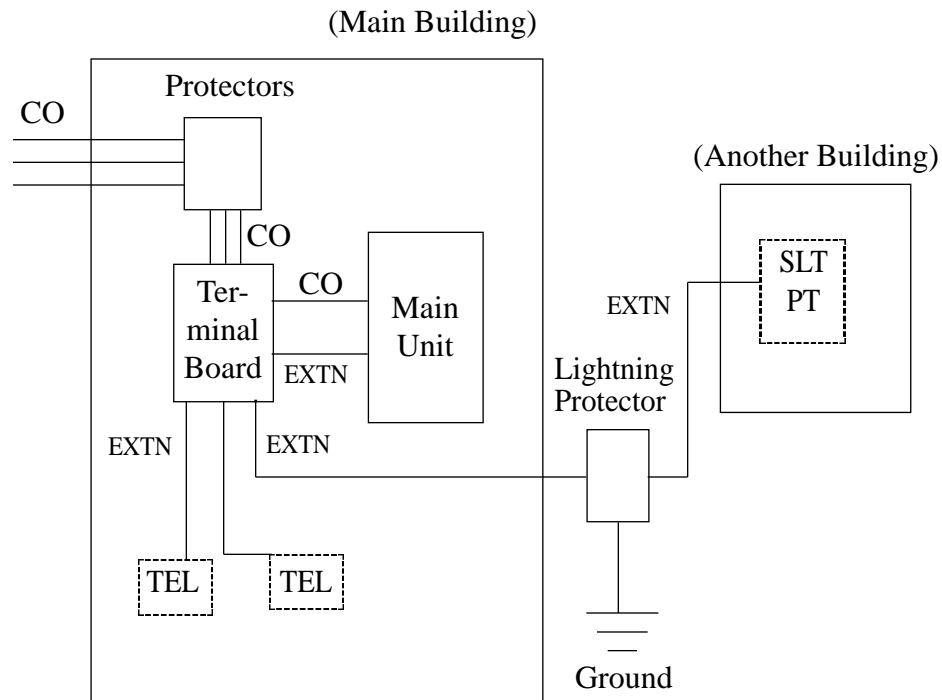 (Main Building)
Protectors
CO
(Another Building)
CO
SLT
PT
CO
Ter-
minal
Board
Main
Unit
EXTN
EXTN
Lightning
Protector
EXTN
EXTN
TEL
TEL
Ground